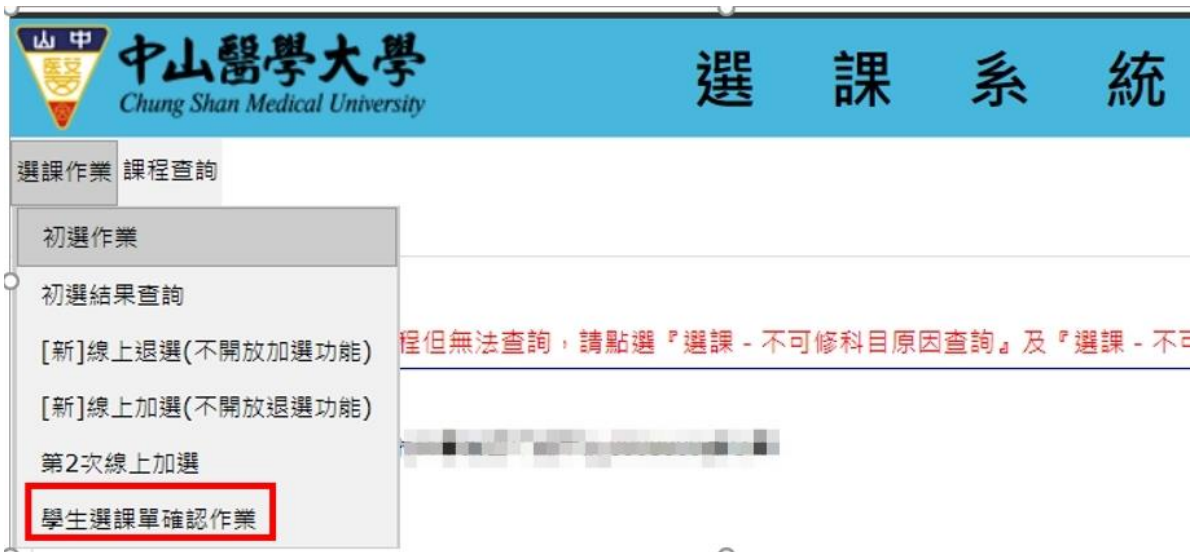 山中
醫
中山醫學大學
Chung Shan Medical University
選課系統
選課作業 課程查詢
初選作業
初選結果查詢
[新]線上退選(不開放加選功能)
程但無法查詢,請點選『選課 - 不可修科目原因查詢』及『選課 - 不可
[新]線上加選(不開放退選功能)
第2次線上加選
學生選課單確認作業